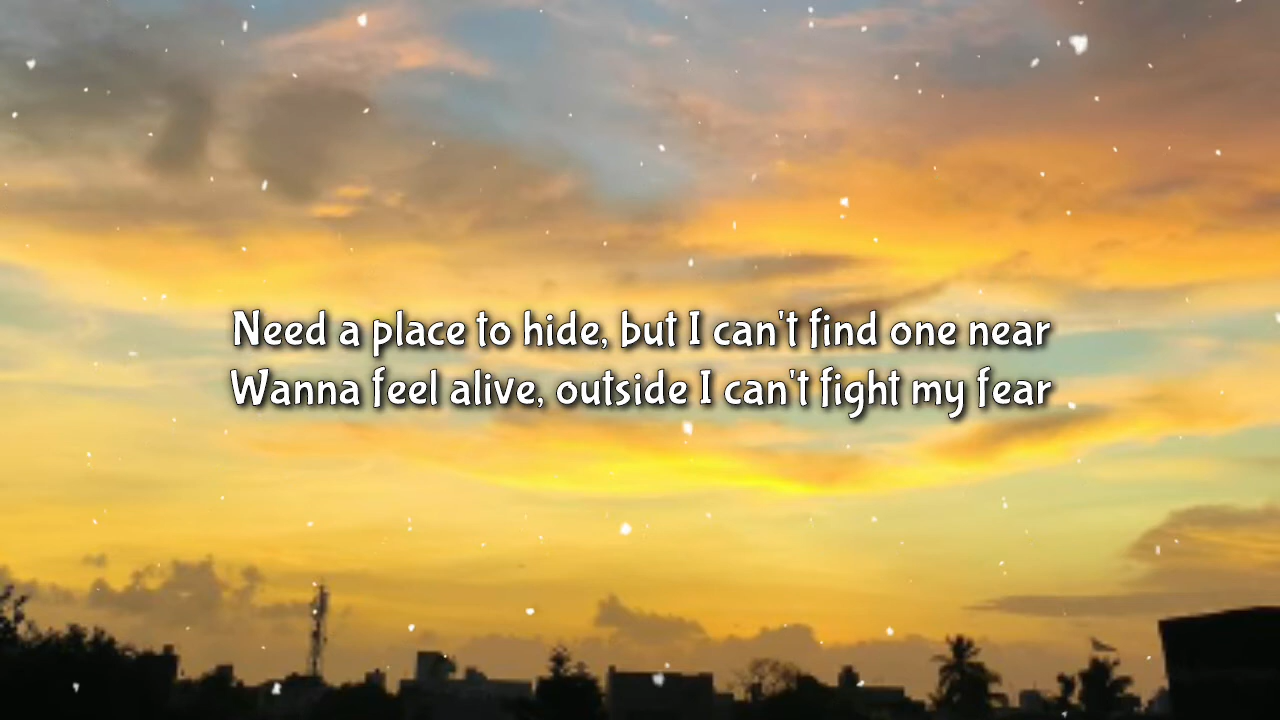 Need a place to hide, but I can't find one near
Wanna feel alive, outside I can't fight my fear